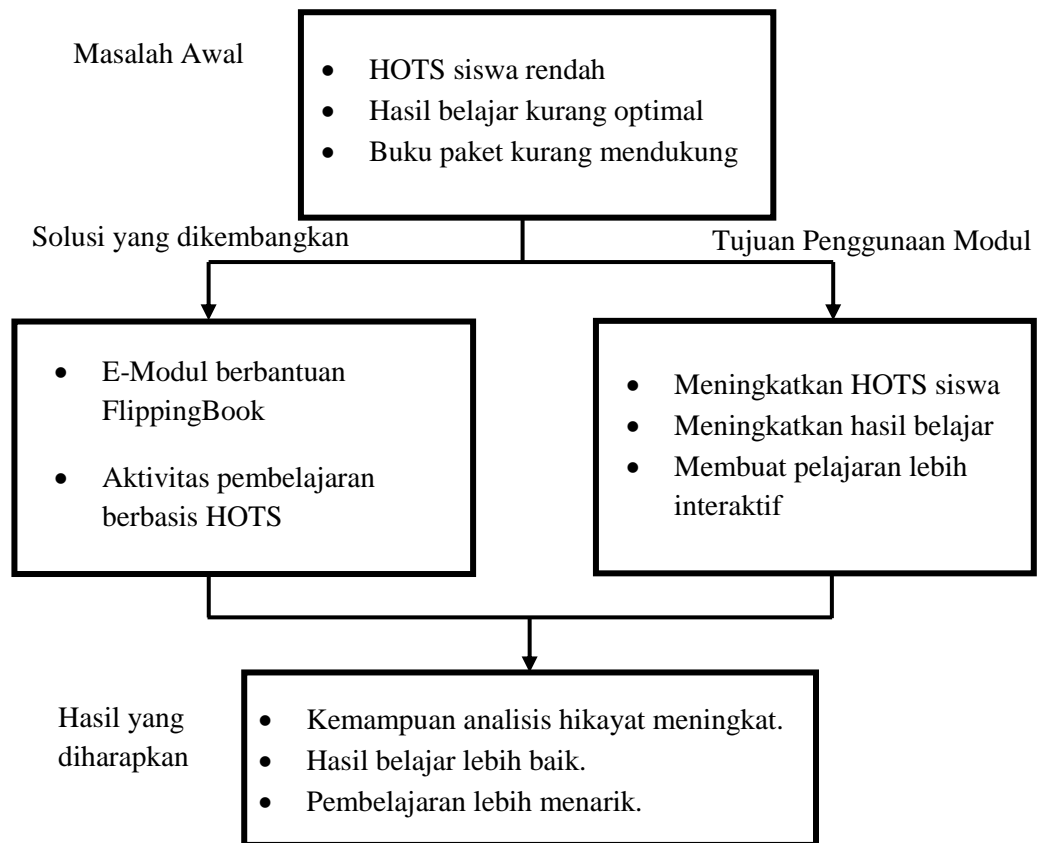 Masalah Awal
• HOTS siswa rendah
• Hasil belajar kurang optimal
• Buku paket kurang mendukung
Solusi yang dikembangkan
Tujuan Penggunaan Modul
• E-Modul berbantuan
FlippingBook
• Aktivitas pembelajaran
berbasis HOTS
• Meningkatkan HOTS siswa
• Meningkatkan hasil belajar
• Membuat pelajaran lebih
interaktif
Hasil yang
diharapkan
• Kemampuan analisis hikayat meningkat.
• Hasil belajar lebih baik.
• Pembelajaran lebih menarik.